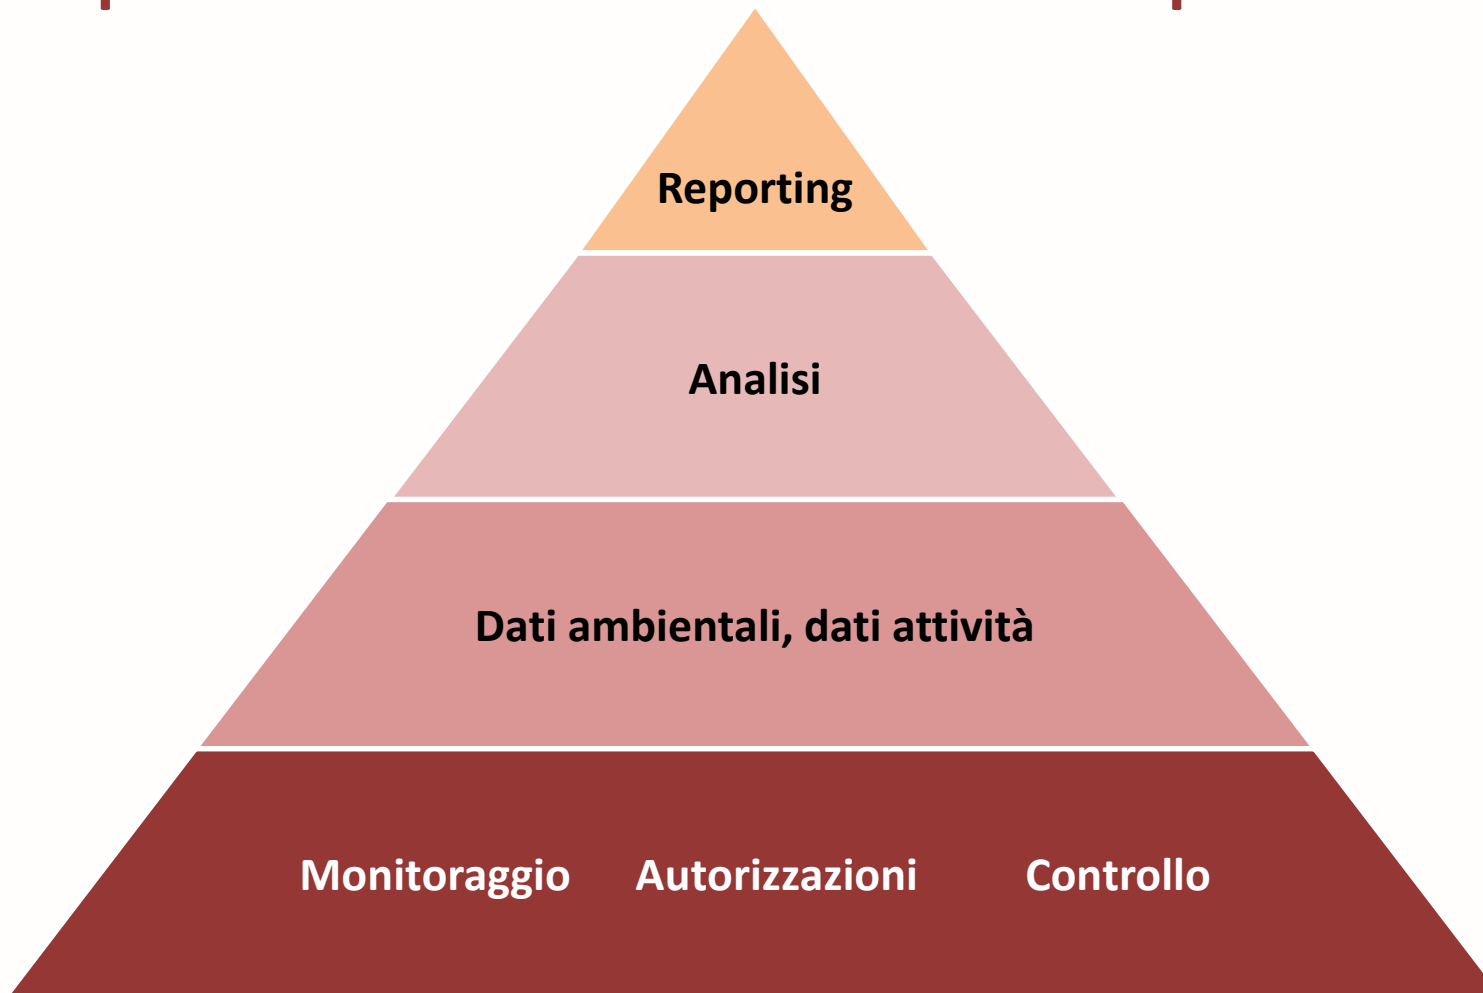 Reporting
Analisi
Dati ambientali, dati attività
Monitoraggio Autorizzazioni Controllo